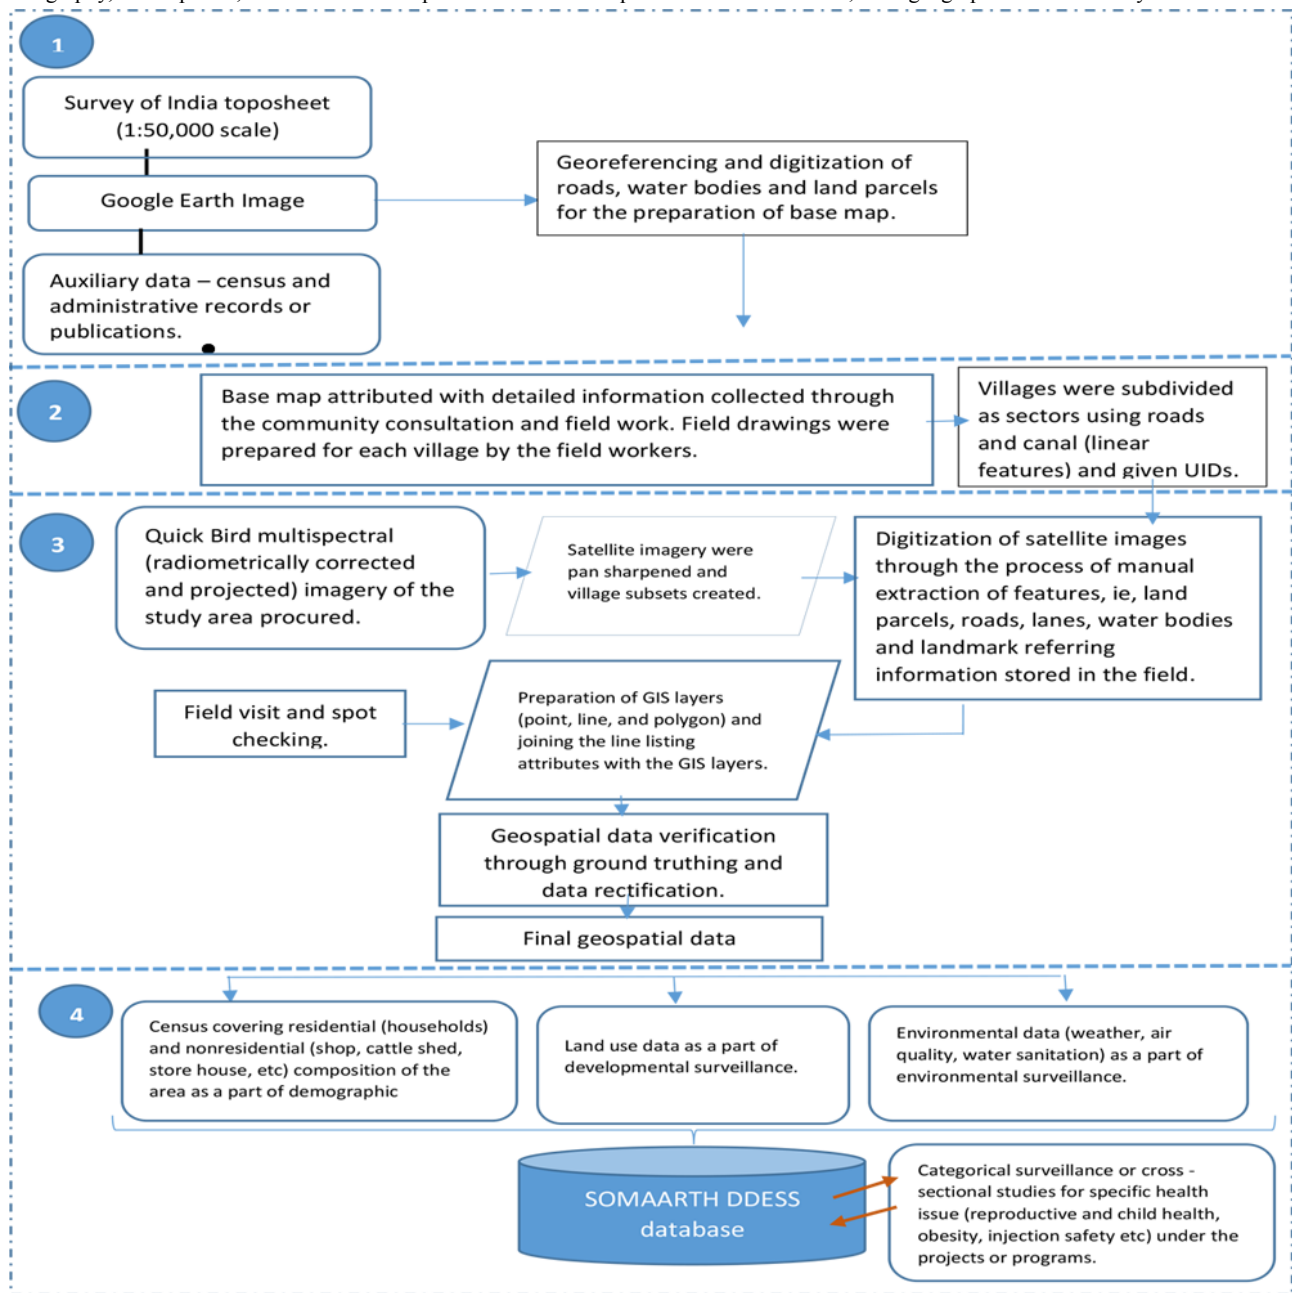 1
Survey of India toposheet
(1:50,000 scale)
Google Earth Image
Auxiliary data – census and
administrative records or
publications.
Georeferencing and digitization of
roads, water bodies and land parcels
for the preparation of base map.
2
Base map attributed with detailed information collected through
the community consultation and field work. Field drawings were
prepared for each village by the field workers.
Villages were subdivided
as sectors using roads
and canal (linear
features) and given UIDs.
3
Quick Bird multispectral
(radiometrically corrected
and projected) imagery of the
study area procured.
Satellite imagery were
pan sharpened and
village subsets created.
Digitization of satellite images
through the process of manual
extraction of features, ie, land
parcels, roads, lanes, water bodies
and landmark referring
information stored in the field.
Field visit and spot
checking.
Preparation of GIS layers
(point, line, and polygon) and
joining the line listing
attributes with the GIS layers.
Geospatial data verification
through ground truthing and
data rectification.
Final geospatial data
4
Census covering residential (households)
and nonresidential (shop, cattle shed,
store house, etc) composition of the
area as a part of demographic
Land use data as a part of
developmental surveillance.
Environmental data (weather, air
quality, water sanitation) as a part of
environmental surveillance.
SOMAARTH DDESS
database
Categorical surveillance or cross -
sectional studies for specific health
issue (reproductive and child health,
obesity, injection safety etc) under the
projects or programs.